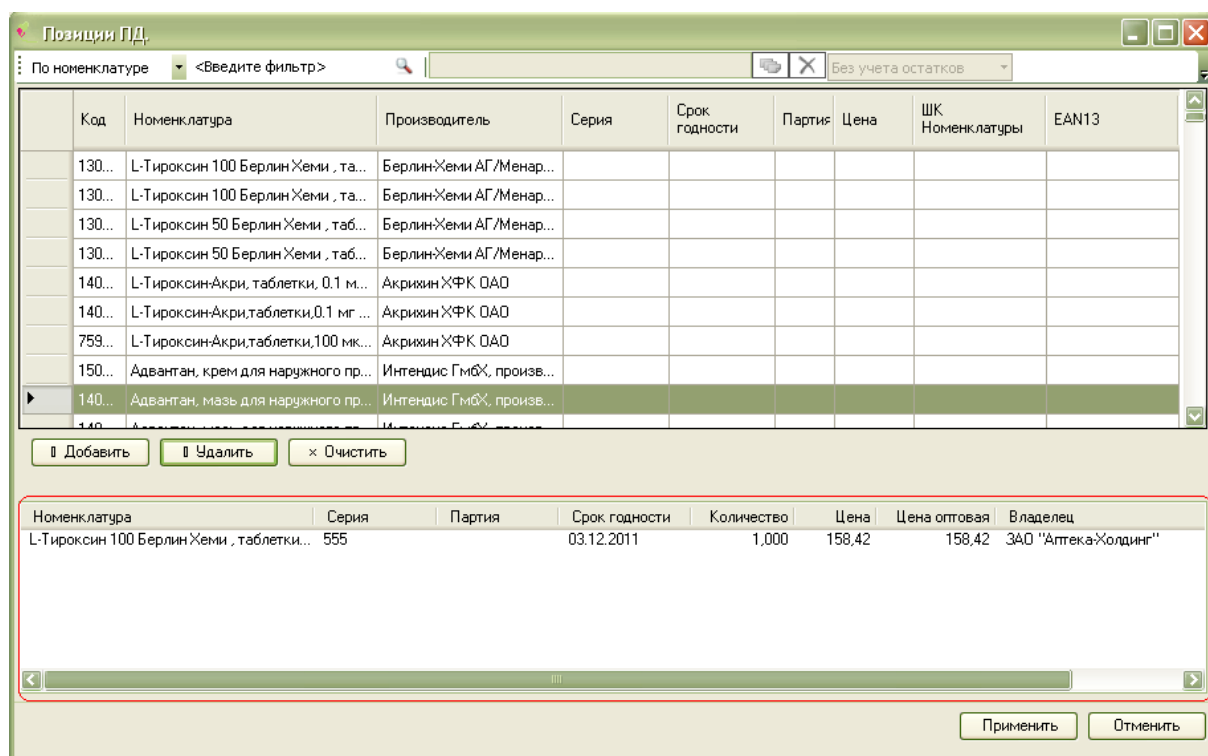 Позиции ПД.
По номенклатуре <Введите фильтр> Без учета остатков
Код Номенклатура Производитель Серия Срок годности Партия Цена ШК Номенклатуры EAN13
130... L-Тироксин 100 Берлин Хеми , та... Берлин-Хеми АГ/Менар...
130... L-Тироксин 100 Берлин Хеми , та... Берлин-Хеми АГ/Менар...
130... L-Тироксин 50 Берлин Хеми , таб... Берлин-Хеми АГ/Менар...
130... L-Тироксин 50 Берлин Хеми , таб... Берлин-Хеми АГ/Менар...
140... L-Тироксин-Акри, таблетки, 0.1 м... Акрихин ХФК ОАО
140... L-Тироксин-Акри,таблетки,0.1 мг ... Акрихин ХФК ОАО
759... L-Тироксин-Акри,таблетки,100 мк... Акрихин ХФК ОАО
150... Адвантан, крем для наружного пр... Интендис ГмбХ, произв...
140... Адвантан, мазь для наружного пр... Интендис ГмбХ, произв...
Добавить Удалить × Очистить
Номенклатура Серия Партия Срок годности Количество Цена Цена оптовая Владелец
L-Тироксин 100 Берлин Хеми , таблетки... 555 03.12.2011 1,000 158,42 158,42 ЗАО "Аптека-Холдинг"
Применить Отменить